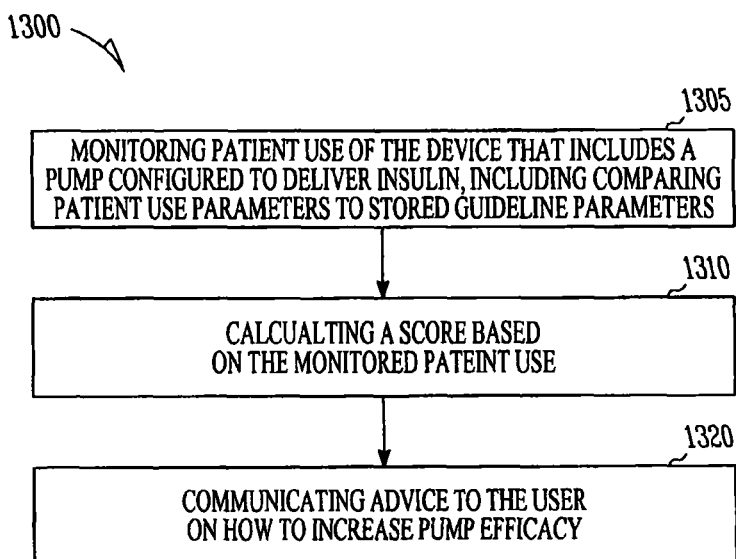 1300
1305
MONITORING PATIENT USE OF THE DEVICE THAT INCLUDES A
PUMP CONFIGURED TO DELIVER INSULIN, INCLUDING COMPARING
PATIENT USE PARAMETERS TO STORED GUIDELINE PARAMETERS
1310
CALCUALTING A SCORE BASED
ON THE MONITORED PATEINT USE
1320
COMMUNICATING ADVICE TO THE USER
ON HOW TO INCREASE PUMP EFFICACY